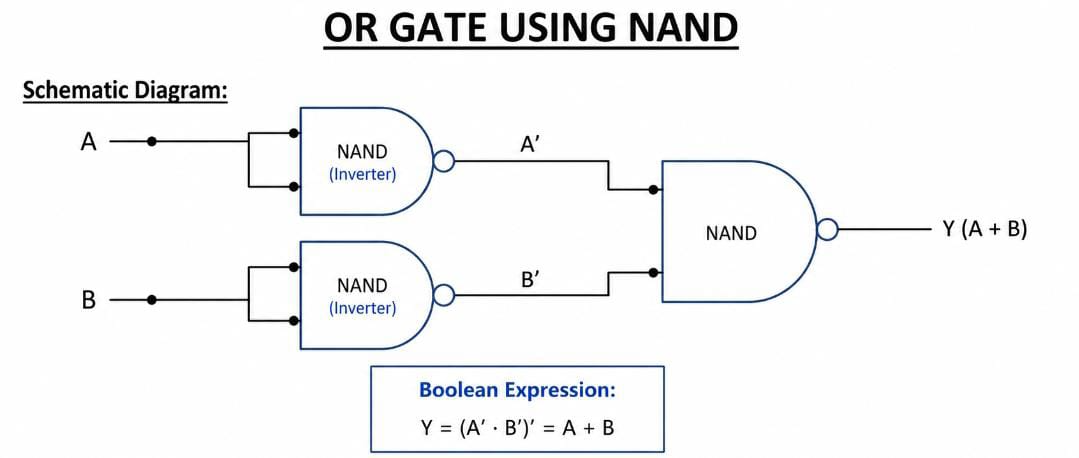 OR GATE USING NAND
Schematic Diagram:
A
NAND
(Inverter)
A′
NAND
Y (A + B)
B
NAND
(Inverter)
B′
Boolean Expression:
Y = (A′ · B′)′ = A + B